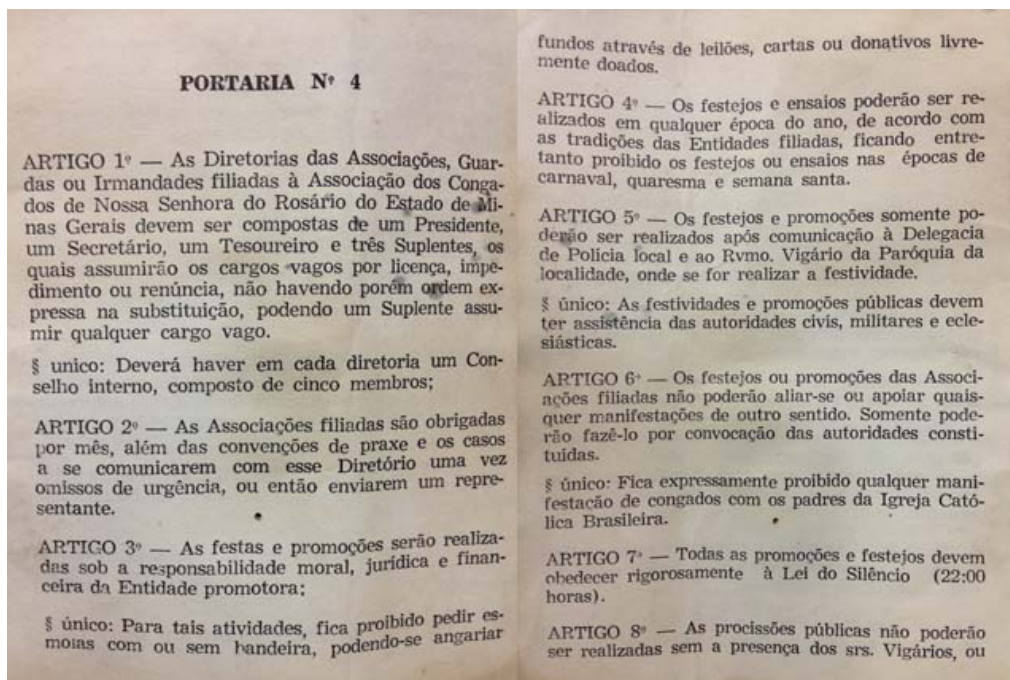 PORTARIA Nº 4
ARTIGO 1º — As Diretorias das Associações, Guar-
das ou Irmandades filiadas à Associação dos Conga-
dos de Nossa Senhora do Rosário do Estado de Mi-
nas Gerais devem ser compostas de um Presidente,
um Secretário, um Tesoureiro e três Suplentes, os
quais assumirão os cargos vagos por licença, impe-
dimento ou renúncia, não havendo porém ordem ex-
pressa na substituição, podendo um Suplente assu-
mir qualquer cargo vago.
§ unico: Deverá haver em cada diretoria um Con-
selho interno, composto de cinco membros;
ARTIGO 2º — As Associações filiadas são obrigadas
por mês, além das convenções de praxe e os casos
a se comunicarem com esse Diretório uma vez
omissos de urgência, ou então enviarem um repre-
sentante.
ARTIGO 3º — As festas e promoções serão realiza-
das sob a responsabilidade moral, jurídica e finan-
ceira da Entidade promotora;
§ único: Para tais atividades, fica proibido pedir es-
molas com ou sem bandeira, podendo-se angariar
fundos através de leilões, cartas ou donativos livre-
mente doados.
ARTIGO 4º — Os festejos e ensaios poderão ser re-
alizados em qualquer época do ano, de acordo com
as tradições das Entidades filiadas, ficando entre-
tanto proibido os festejos ou ensaios nas épocas de
carnaval, quaresma e semana santa.
ARTIGO 5º — Os festejos e promoções somente po-
derão ser realizados após comunicação à Delegacia
de Polícia local e ao Rvmo. Vigário da Paróquia da
localidade, onde se for realizar a festividade.
§ único: As festividades e promoções públicas devem
ter assistência das autoridades civis, militares e ecle-
siásticas.
ARTIGO 6º — Os festejos ou promoções das Associ-
ações filiadas não poderão aliar-se ou apoiar quais-
quer manifestações de outro sentido. Somente pode-
rão fazê-lo por convocação das autoridades consti-
tuidas.
§ único: Fica expressamente proibido qualquer mani-
festação de congados com os padres da Igreja Cató-
lica Brasileira.
ARTIGO 7º — Todas as promoções e festejos devem
obedecer rigorosamente à Lei do Silêncio (22:00
horas).
ARTIGO 8º — As procissões públicas não poderão
ser realizadas sem a presença dos srs. Vigários, ou